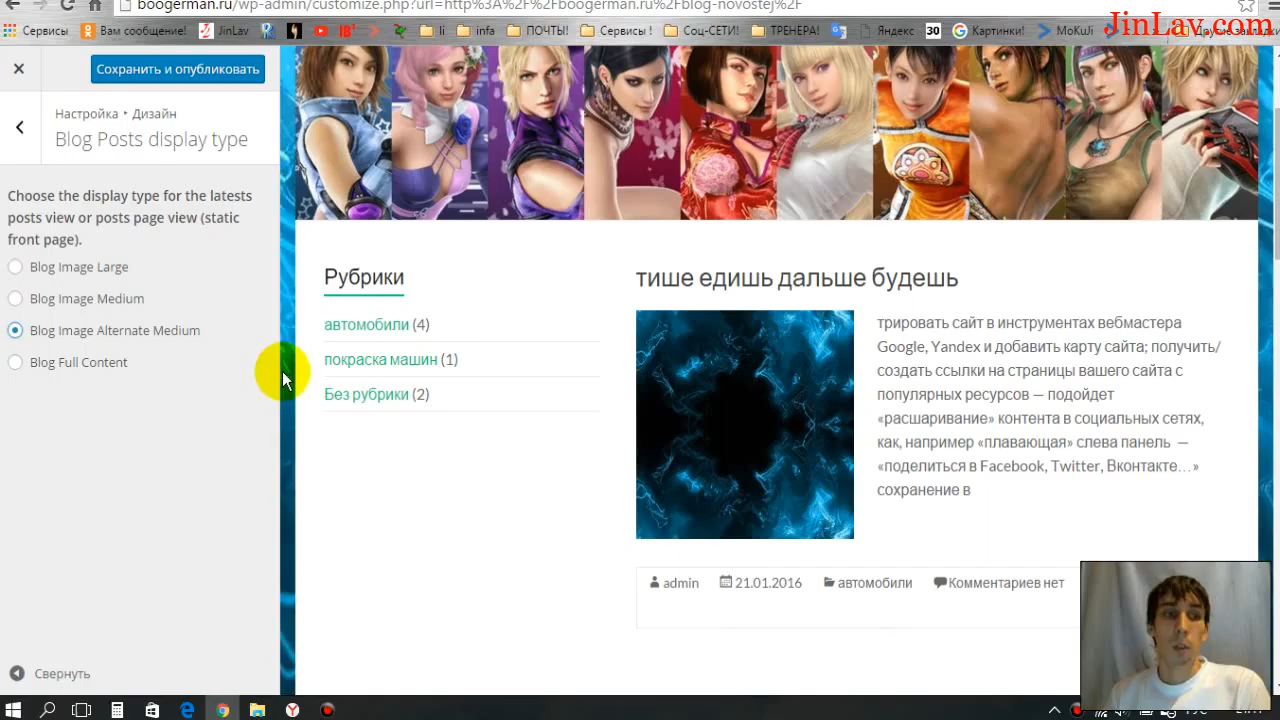 boogerman.ru/wp-admin/customize.php?url=http%3A%2F%2Fboogerman.ru%2Fblog-novostej%2F
JinLav.com
Сервисы
Вам сообщение!
JinLav
IB
li
infa
ПОЧТЫ!
Сервисы !
Соц-СЕТИ!
ТРЕНЕРА!
Яндекс
30
Картинки!
МоКuЈi
Другие закладки
Сохранить и опубликовать
Настройка ‣ Дизайн
Blog Posts display type
Choose the display type for the latests
posts view or posts page view (static
front page).
Blog Image Large
Blog Image Medium
Blog Image Alternate Medium
Blog Full Content
Свернуть
Рубрики
автомобили (4)
покраска машин (1)
Без рубрики (2)
тише едишь дальше будешь
трировать сайт в инструментах вебмастера
Google, Yandex и добавить карту сайта; получить/
создать ссылки на страницы вашего сайта с
популярных ресурсов — подойдет
«расшаривание» контента в социальных сетях,
как, например «плавающая» слева панель —
«поделиться в Facebook, Twitter, Вконтакте…»
сохранение в
admin
21.01.2016
автомобили
Комментариев нет